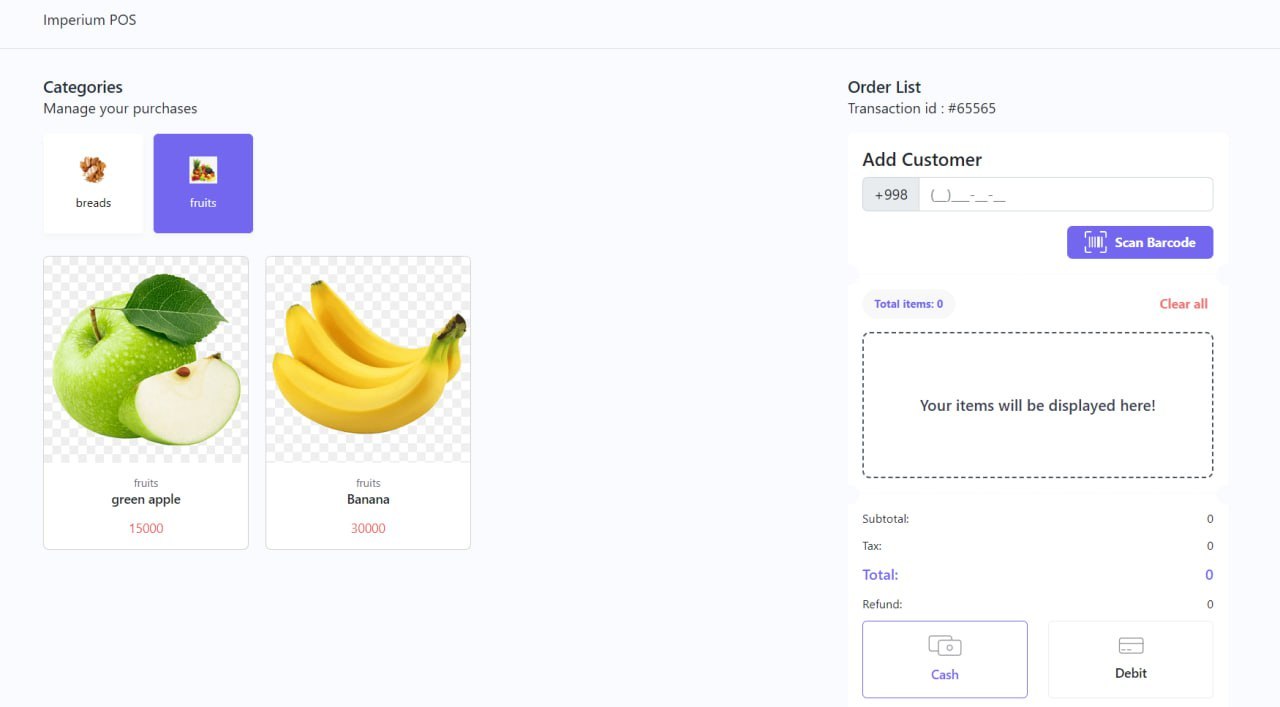 Imperium POS
Categories
Manage your purchases
breads
fruits
fruits
green apple
15000
fruits
Banana
30000
Order List
Transaction id : #65565
Add Customer
+998 (__)___-__-__
Scan Barcode
Total items: 0
Clear all
Your items will be displayed here!
Subtotal: 0
Tax: 0
Total: 0
Refund: 0
Cash
Debit